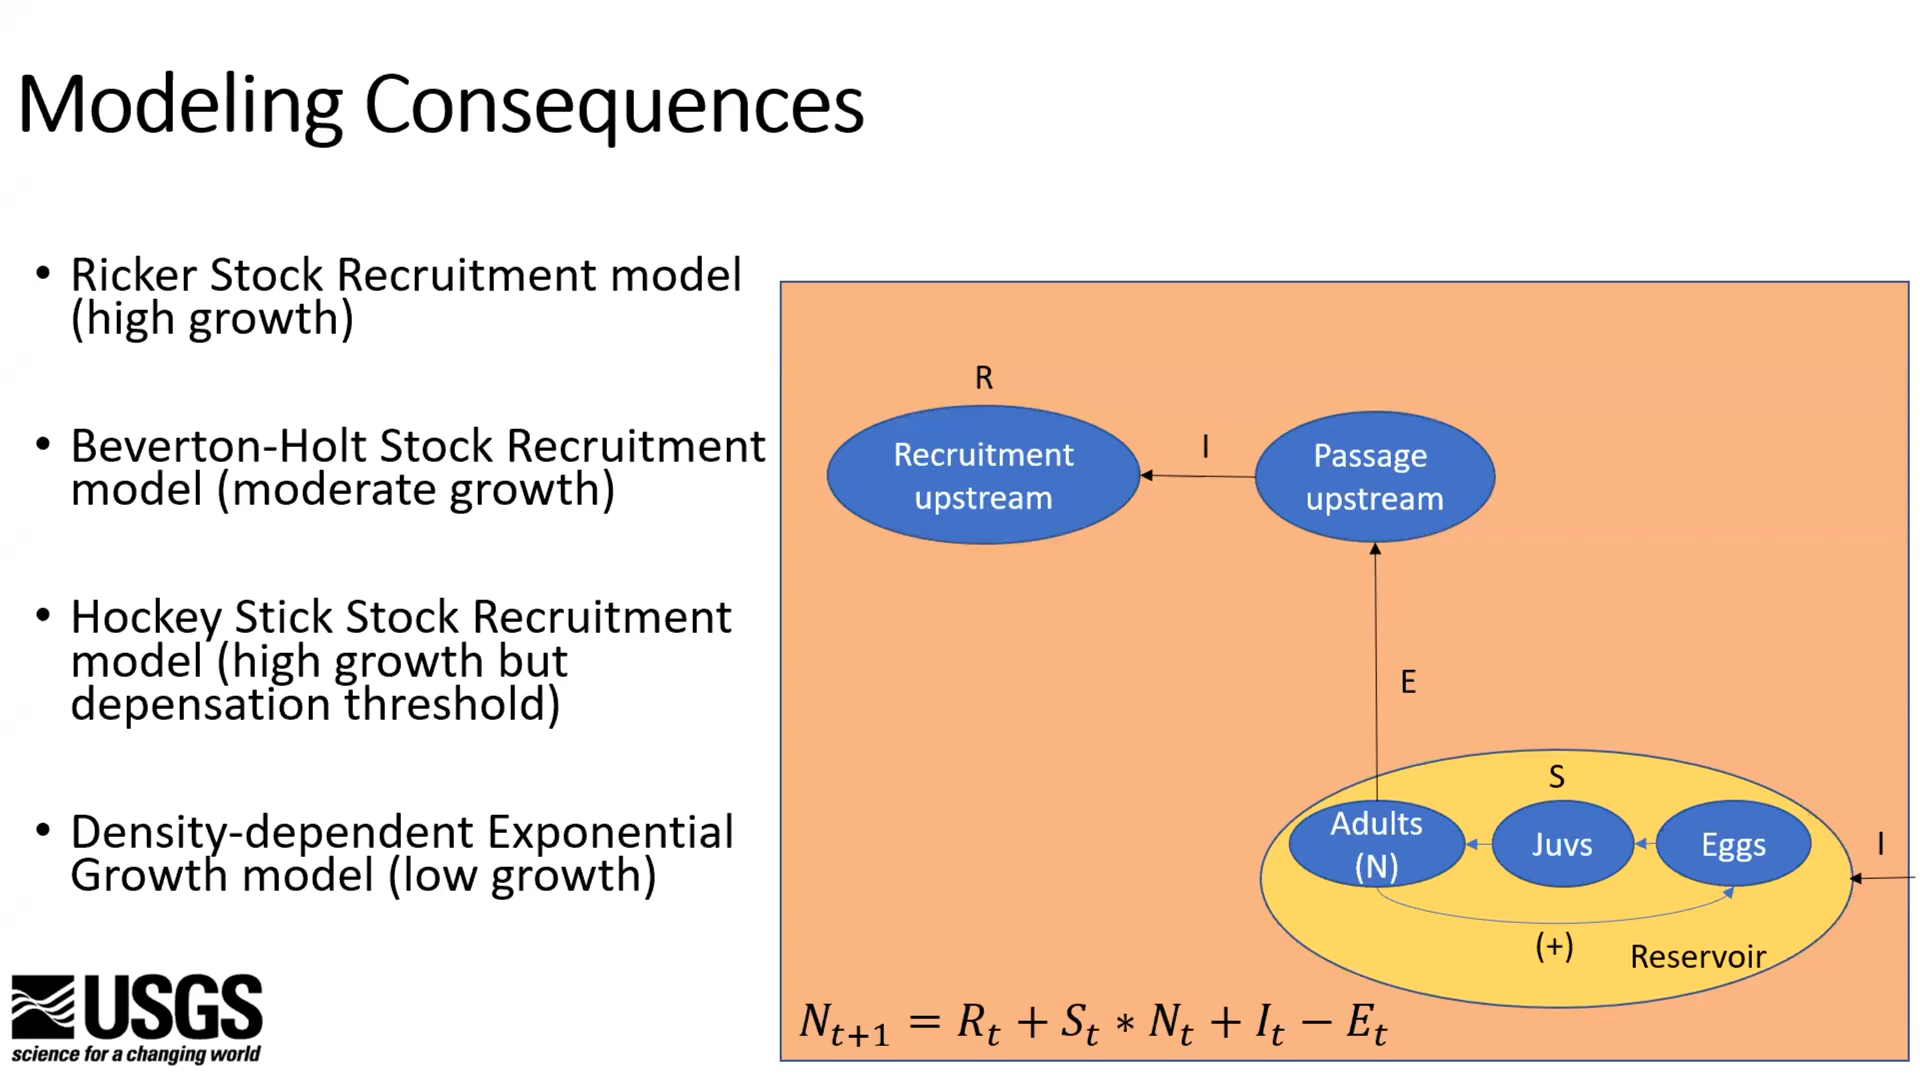 Modeling Consequences
• Ricker Stock Recruitment model
(high growth)
• Beverton-Holt Stock Recruitment
model (moderate growth)
• Hockey Stick Stock Recruitment
model (high growth but
depensation threshold)
• Density-dependent Exponential
Growth model (low growth)
USGS
science for a changing world
R
Recruitment
upstream
I
Passage
upstream
E
S
Adults
(N)
Juvs
Eggs
I
(+)
Reservoir
N_{t+1} = R_t + S_t * N_t + I_t − E_t